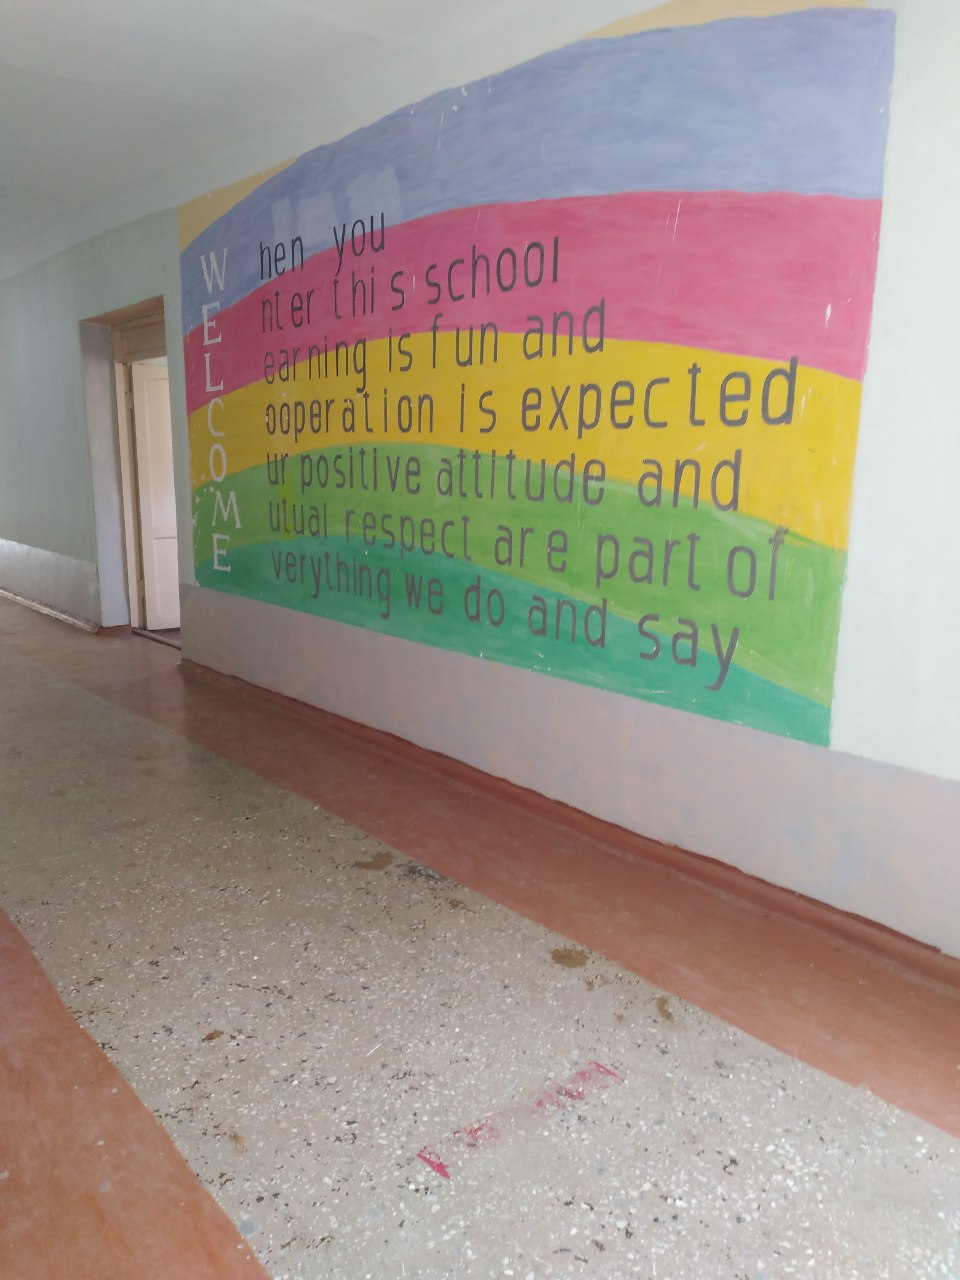 W hen you
E nter this school
L earning is fun and
C ooperation is expected
O ur positive attitude and
M utual respect are part of
E verything we do and say